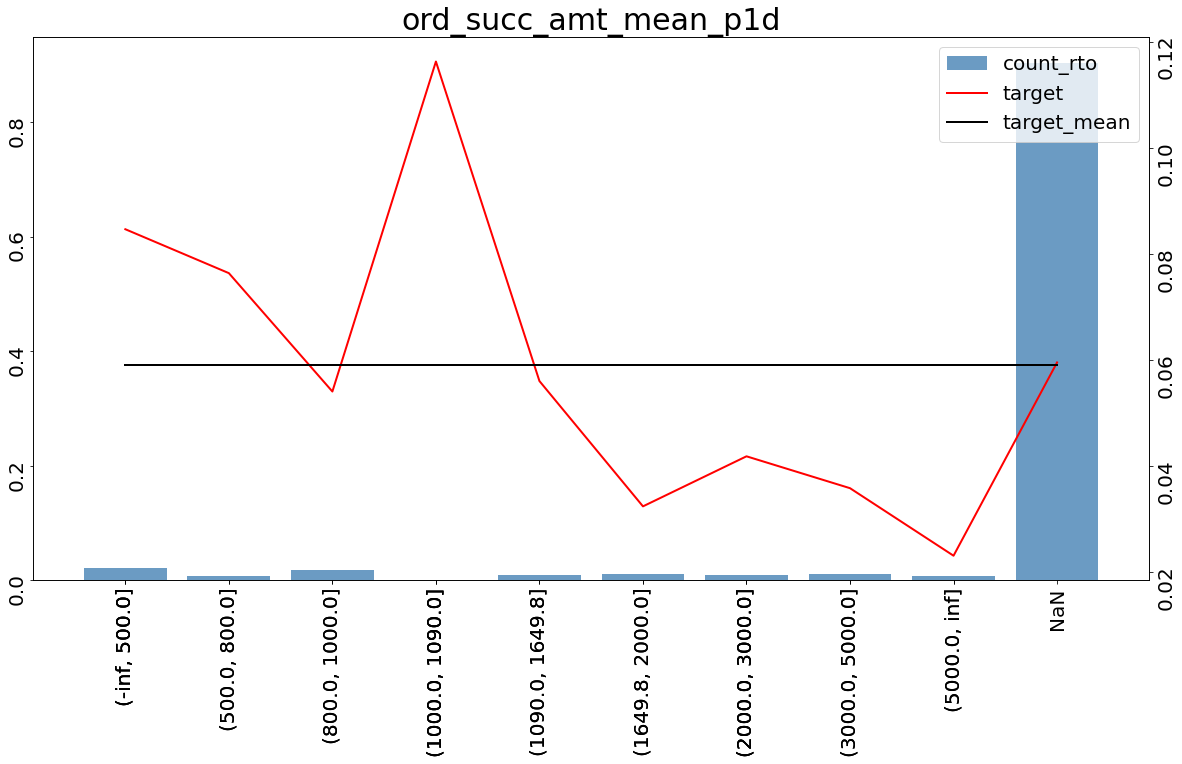 ord_succ_amt_mean_p1d
count_rto
target
target_mean
0.0
0.2
0.4
0.6
0.8
0.02
0.04
0.06
0.08
0.10
0.12
(-inf, 500.0]
(500.0, 800.0]
(800.0, 1000.0]
(1000.0, 1090.0]
(1090.0, 1649.8]
(1649.8, 2000.0]
(2000.0, 3000.0]
(3000.0, 5000.0]
(5000.0, inf]
NaN